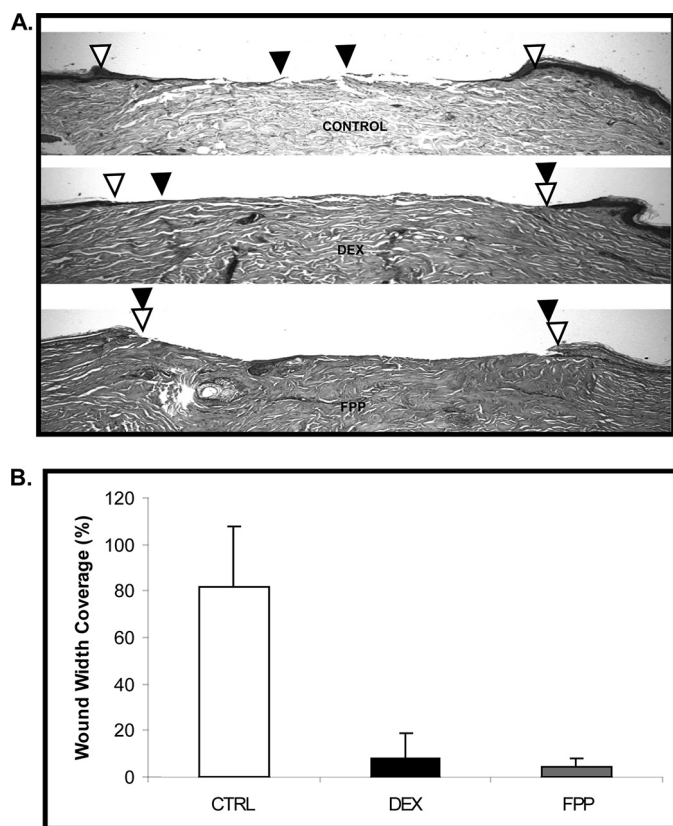 A.
CONTROL
DEX
FPP
B.
Wound Width Coverage (%)
120
100
80
60
40
20
0
CTRL
DEX
FPP